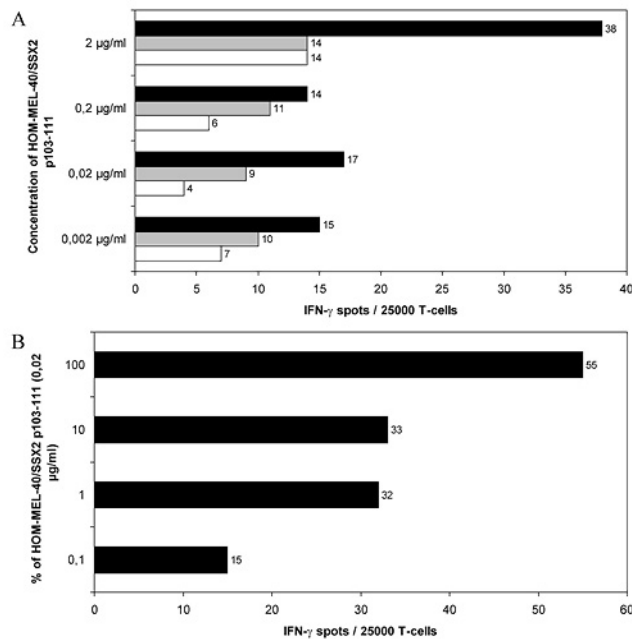 A
Concentration of HOM-MEL-40/SSX2
p103-111
2 µg/ml
38
14
14
0,2 µg/ml
14
11
6
0,02 µg/ml
17
9
4
0,002 µg/ml
15
10
7
0 5 10 15 20 25 30 35 40
IFN-γ spots / 25000 T-cells
B
% of HOM-MEL-40/SSX2 p103-111 (0,02
µg/ml)
100
55
10
33
1
32
0,1
15
0 10 20 30 40 50 60
IFN-γ spots / 25000 T-cells